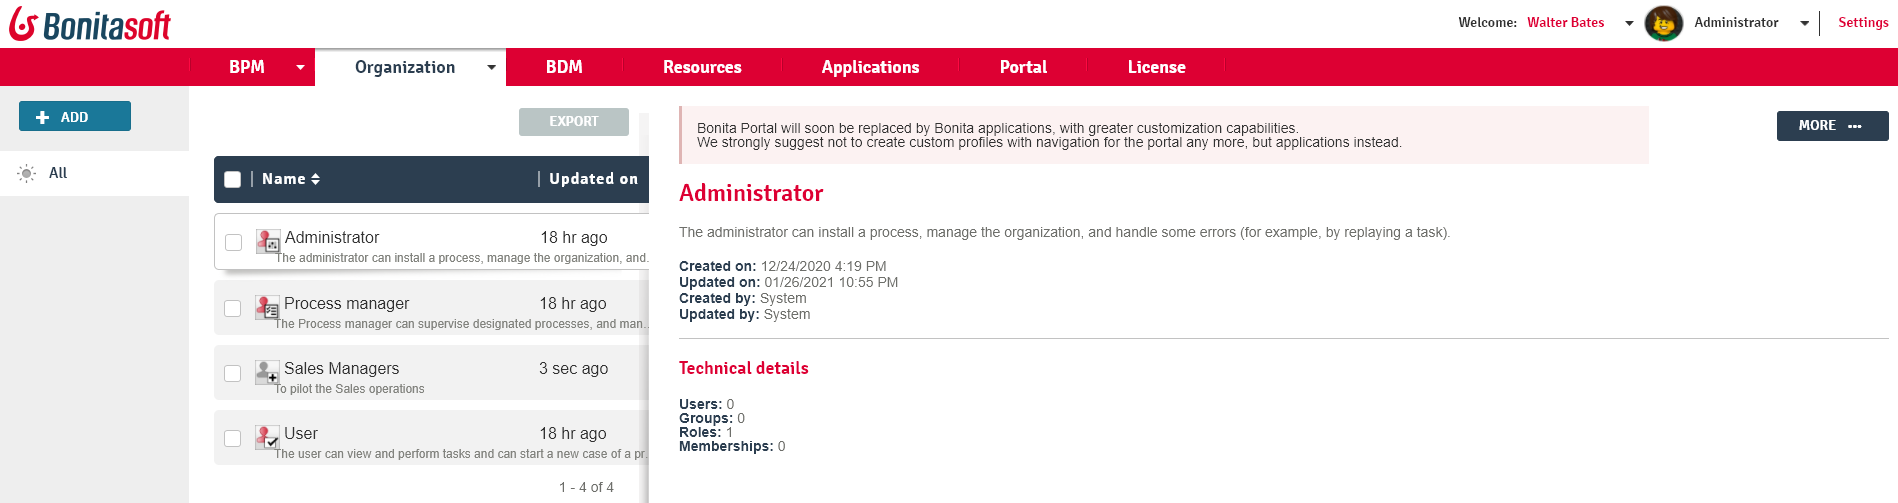 Bonitasoft
Welcome: Walter Bates Administrator Settings
BPM Organization BDM Resources Applications Portal License
ADD
All
EXPORT
Name Updated on
Administrator 18 hr ago
The administrator can install a process, manage the organization, and...
Process manager 18 hr ago
The Process manager can supervise designated processes, and man...
Sales Managers 3 sec ago
To pilot the Sales operations
User 18 hr ago
The user can view and perform tasks and can start a new case of a pr...
1 - 4 of 4
Bonita Portal will soon be replaced by Bonita applications, with greater customization capabilities.
We strongly suggest not to create custom profiles with navigation for the portal any more, but applications instead.
MORE
Administrator
The administrator can install a process, manage the organization, and handle some errors (for example, by replaying a task).
Created on: 12/24/2020 4:19 PM
Updated on: 01/26/2021 10:55 PM
Created by: System
Updated by: System
Technical details
Users: 0
Groups: 0
Roles: 1
Memberships: 0